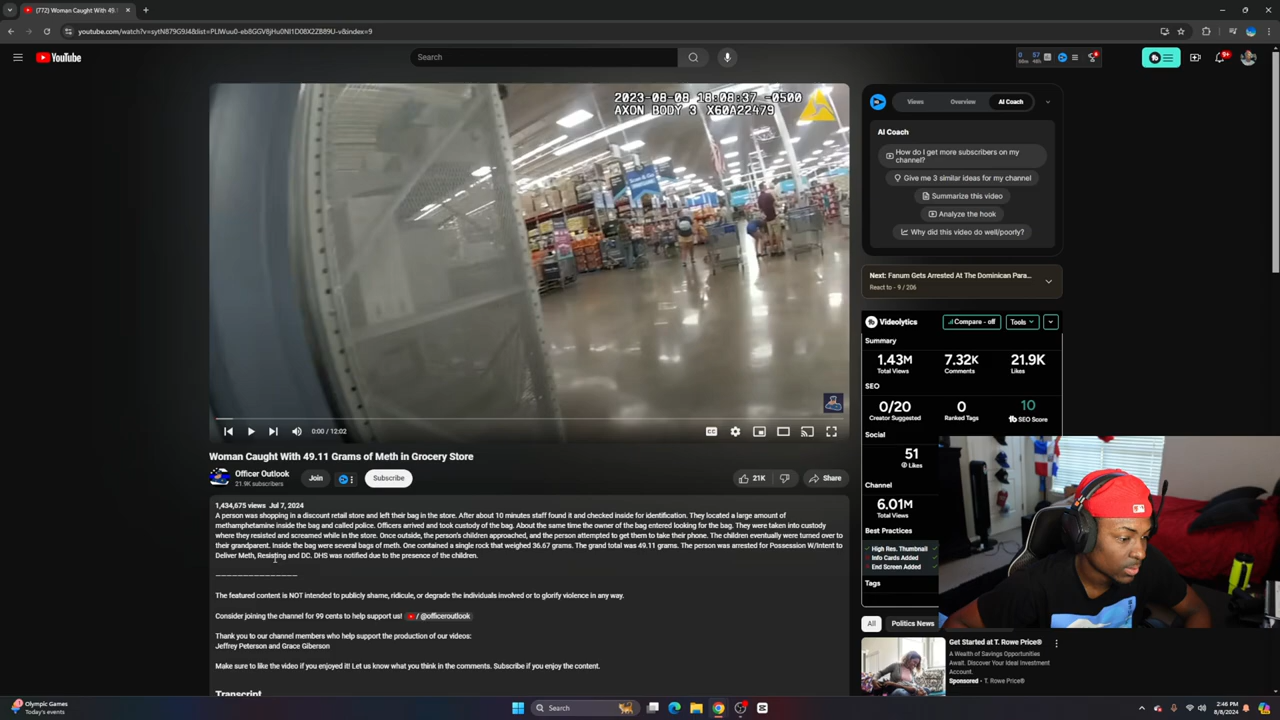 (772) Woman Caught With 49.
youtube.com/watch?v=sytN879G9J4&list=PLlWuu0-eb8GGV8jHu0NI1D08X2ZB89U-v&index=9
YouTube
Search
9+
2023-08-08 18:08:37 -0500
AXON BODY 3 X60A22479
0:00 / 12:02
Woman Caught With 49.11 Grams of Meth in Grocery Store
Officer Outlook
21.9K subscribers
Join
Subscribe
21K
Share
1,434,675 views Jul 7, 2024
A person was shopping in a discount retail store and left their bag in the store. After about 10 minutes staff found it and checked inside for identification. They located a large amount of
methamphetamine inside the bag and called police. Officers arrived and took custody of the bag. About the same time the owner of the bag entered looking for the bag. They were taken into custody
where they resisted and screamed while in the store. Once outside, the person's children approached, and the person attempted to get them to take their phone. The children eventually were turned over to
their grandparent. Inside the bag were several bags of meth. One contained a single rock that weighed 36.67 grams. The grand total was 49.11 grams. The person was arrested for Possession W/Intent to
Deliver Meth, Resisting and DC. DHS was notified due to the presence of the children.
The featured content is NOT intended to publicly shame, ridicule, or degrade the individuals involved or to glorify violence in any way.
Consider joining the channel for 99 cents to help support us! / @officeroutlook
Thank you to our channel members who help support the production of our videos:
Jeffrey Peterson and Grace Giberson
Make sure to like the video if you enjoyed it! Let us know what you think in the comments. Subscribe if you enjoy the content.
Transcript
Views
Overview
AI Coach
AI Coach
How do I get more subscribers on my
channel?
Give me 3 similar ideas for my channel
Summarize this video
Analyze the hook
Why did this video do well/poorly?
Next: Fanum Gets Arrested At The Dominican Para...
React to - 9 / 206
Videolytics
Compare - off
Tools
Summary
1.43M
7.32K
21.9K
Total Views
Comments
Likes
SEO
0/20
0
10
Creator Suggested
Ranked Tags
SEO Score
Social
51
Likes
Channel
6.01M
Total Views
Best Practices
High Res. Thumbnail
Info Cards Added
End Screen Added
Tags
All
Politics News
Get Started at T. Rowe Price®
A Wealth of Savings Opportunities
Await. Discover Your Ideal Investment
Account.
Sponsored · T. Rowe Price®
Olympic Games
Today's events
Search
2:46 PM
8/8/2024